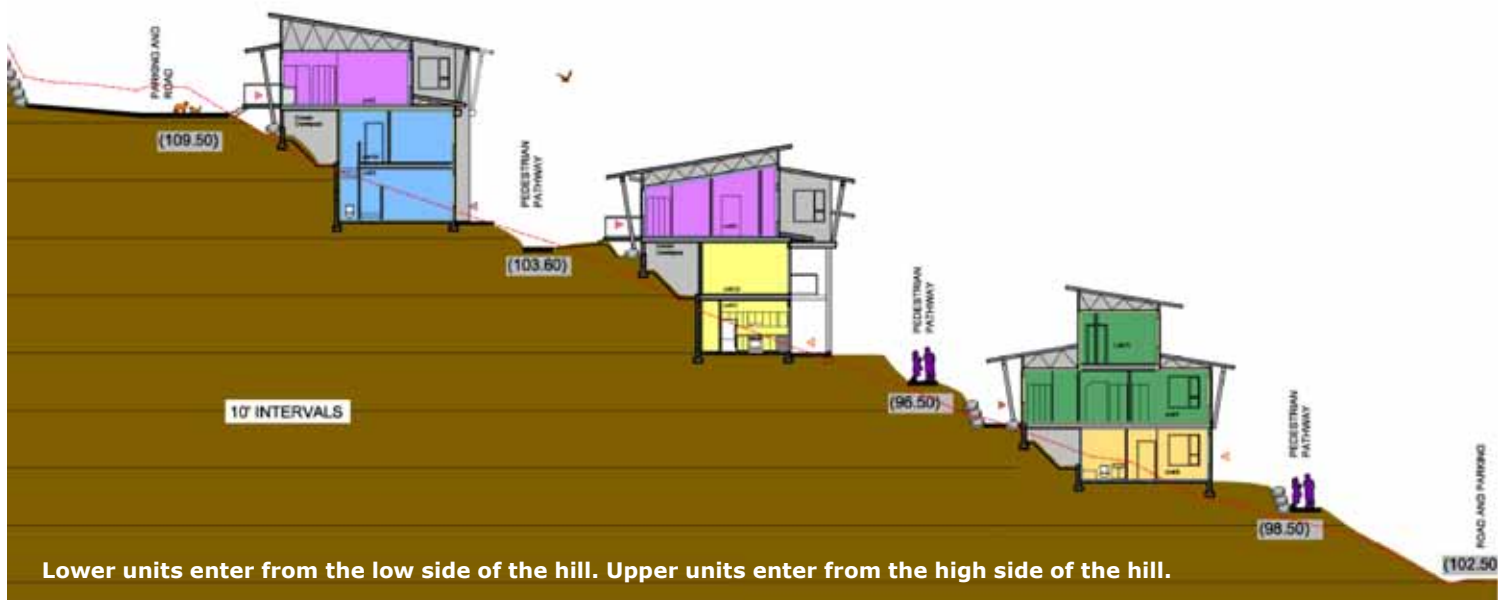 PARKING AND
ROAD
(109.50)
PEDESTRIAN
PATHWAY
(103.60)
PEDESTRIAN
PATHWAY
(96.50)
10' INTERVALS
PEDESTRIAN
PATHWAY
(98.50)
ROAD AND PARKING
(102.50
Lower units enter from the low side of the hill. Upper units enter from the high side of the hill.